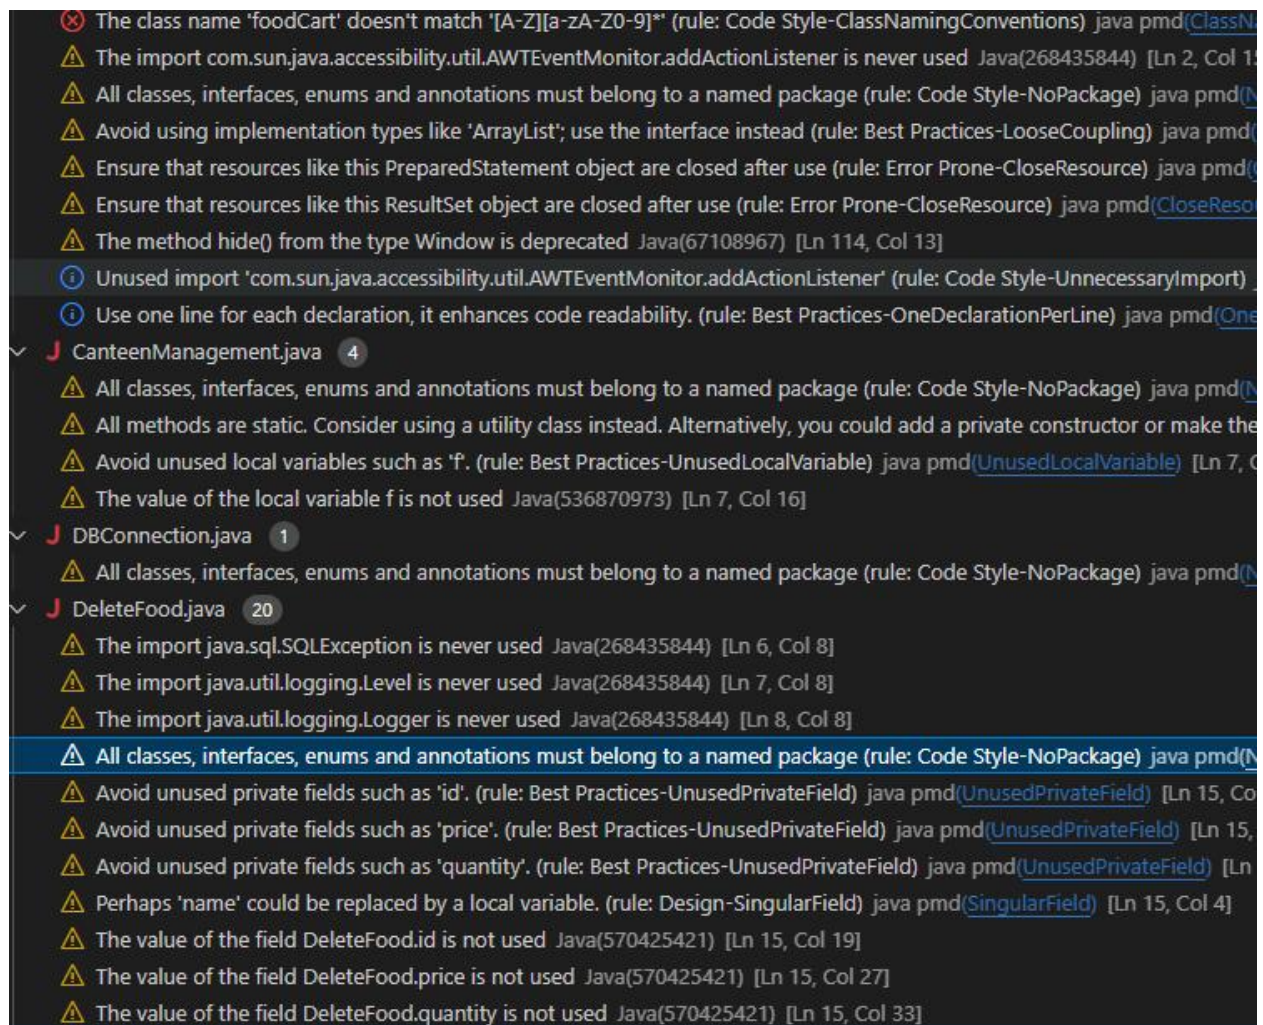 The class name 'foodCart' doesn't match '[A-Z][a-zA-Z0-9]*' (rule: Code Style-ClassNamingConventions) java pmd(
The import com.sun.java.accessibility.util.AWTEventMonitor.addActionListener is never used Java(268435844) [Ln 2, Col
All classes, interfaces, enums and annotations must belong to a named package (rule: Code Style-NoPackage) java pmd(
Avoid using implementation types like 'ArrayList'; use the interface instead (rule: Best Practices-LooseCoupling) java pmd(
Ensure that resources like this PreparedStatement object are closed after use (rule: Error Prone-CloseResource) java pmd(
Ensure that resources like this ResultSet object are closed after use (rule: Error Prone-CloseResource) java pmd(
The method hide() from the type Window is deprecated Java(67108967) [Ln 114, Col 13]
Unused import 'com.sun.java.accessibility.util.AWTEventMonitor.addActionListener' (rule: Code Style-UnnecessaryImport)
Use one line for each declaration, it enhances code readability. (rule: Best Practices-OneDeclarationPerLine) java pmd(One
CanteenManagement.java 4
All classes, interfaces, enums and annotations must belong to a named package (rule: Code Style-NoPackage) java pmd(
All methods are static. Consider using a utility class instead. Alternatively, you could add a private constructor or make the
Avoid unused local variables such as 'f'. (rule: Best Practices-UnusedLocalVariable) java pmd(UnusedLocalVariable) [Ln 7,
The value of the local variable f is not used Java(536870973) [Ln 7, Col 16]
DBConnection.java 1
All classes, interfaces, enums and annotations must belong to a named package (rule: Code Style-NoPackage) java pmd(
DeleteFood.java 20
The import java.sql.SQLException is never used Java(268435844) [Ln 6, Col 8]
The import java.util.logging.Level is never used Java(268435844) [Ln 7, Col 8]
The import java.util.logging.Logger is never used Java(268435844) [Ln 8, Col 8]
All classes, interfaces, enums and annotations must belong to a named package (rule: Code Style-NoPackage) java pmd(
Avoid unused private fields such as 'id'. (rule: Best Practices-UnusedPrivateField) java pmd(UnusedPrivateField) [Ln 15, Co
Avoid unused private fields such as 'price'. (rule: Best Practices-UnusedPrivateField) java pmd(UnusedPrivateField) [Ln 15,
Avoid unused private fields such as 'quantity'. (rule: Best Practices-UnusedPrivateField) java pmd(UnusedPrivateField) [Ln
Perhaps 'name' could be replaced by a local variable. (rule: Design-SingularField) java pmd(SingularField) [Ln 15, Col 4]
The value of the field DeleteFood.id is not used Java(570425421) [Ln 15, Col 19]
The value of the field DeleteFood.price is not used Java(570425421) [Ln 15, Col 27]
The value of the field DeleteFood.quantity is not used Java(570425421) [Ln 15, Col 33]